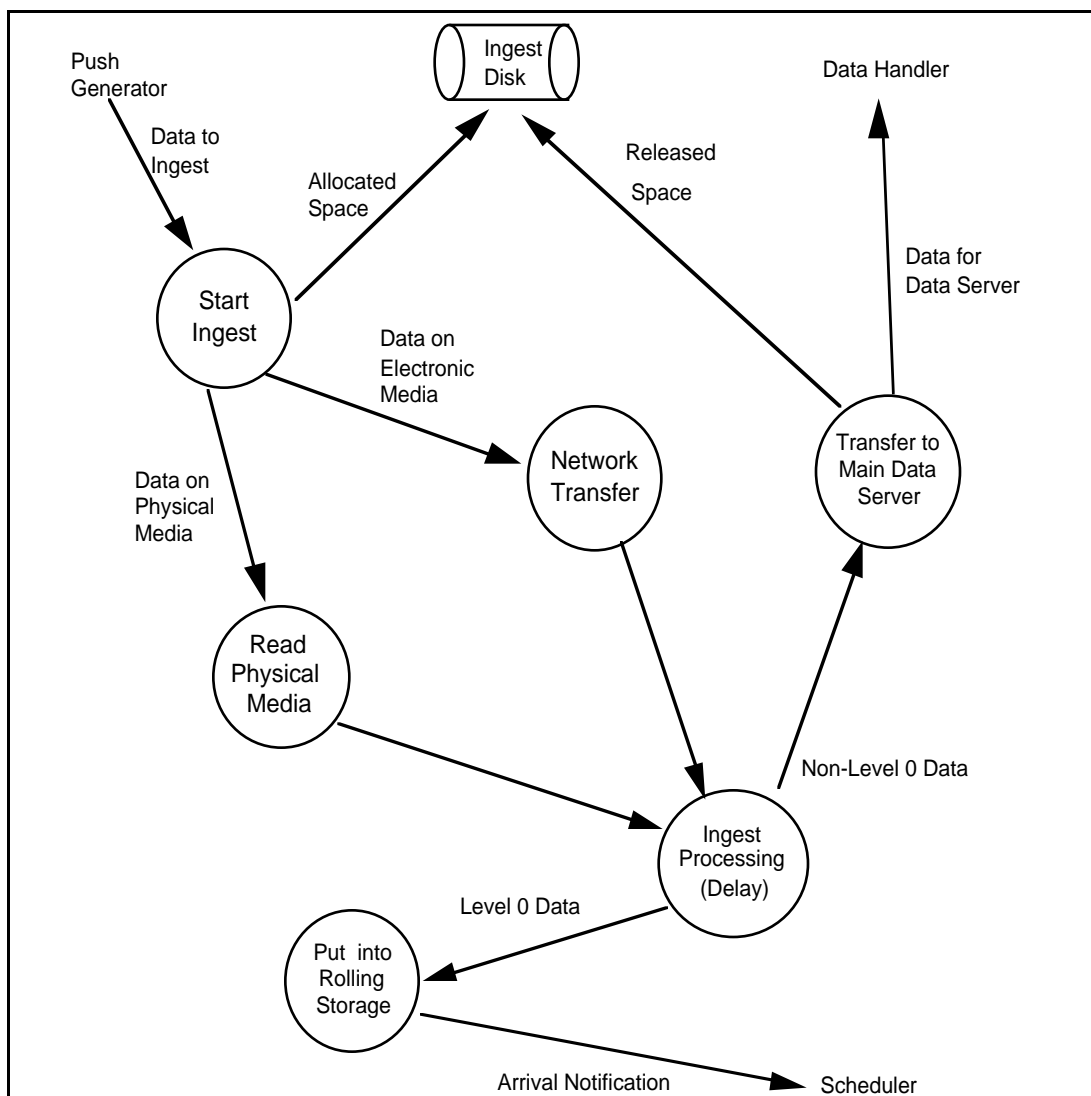 Push
Generator
Ingest
Disk
Data Handler
Data to
Ingest
Allocated
Space
Released
Space
Data for
Data Server
Start
Ingest
Data on
Electronic
Media
Network
Transfer
Transfer to
Main Data
Server
Data on
Physical
Media
Read
Physical
Media
Non-Level 0 Data
Ingest
Processing
(Delay)
Level 0 Data
Put into
Rolling
Storage
Arrival Notification
Scheduler